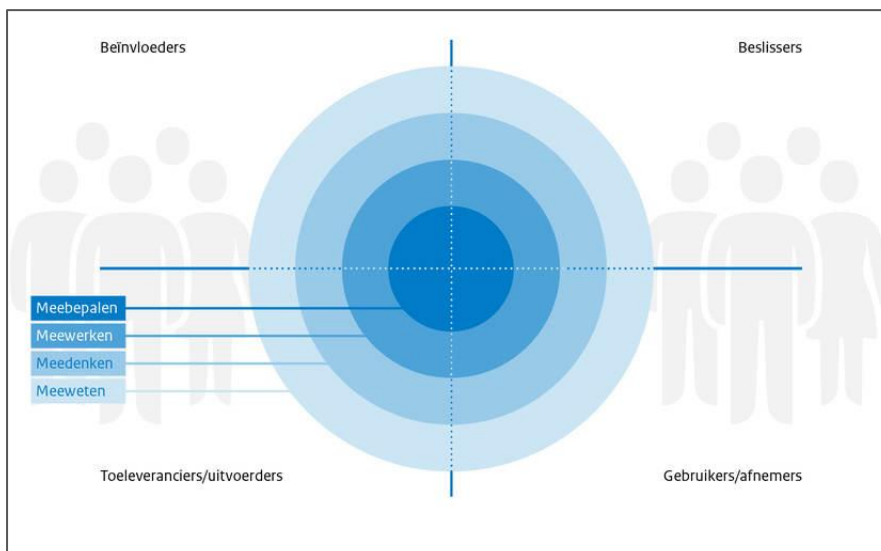 Beïnvloeders
Beslissers
Meebepalen
Meewerken
Meedenken
Meeweten
Toeleveranciers/uitvoerders
Gebruikers/afnemers